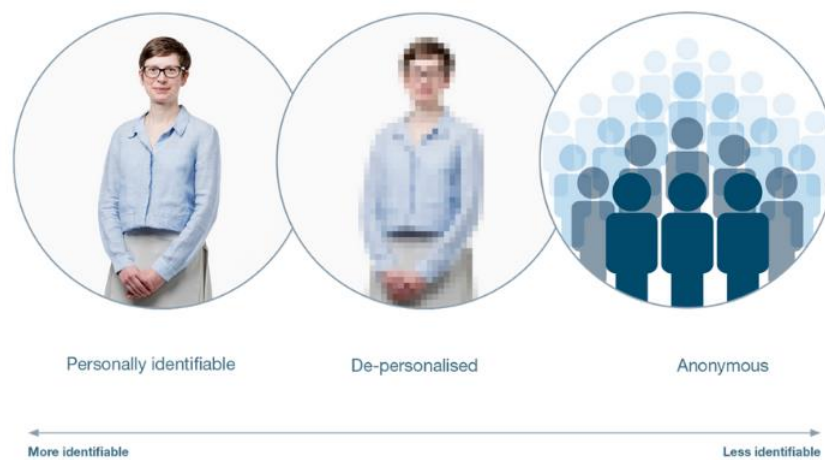 Personally identifiable
De-personalised
Anonymous
More identifiable
Less identifiable